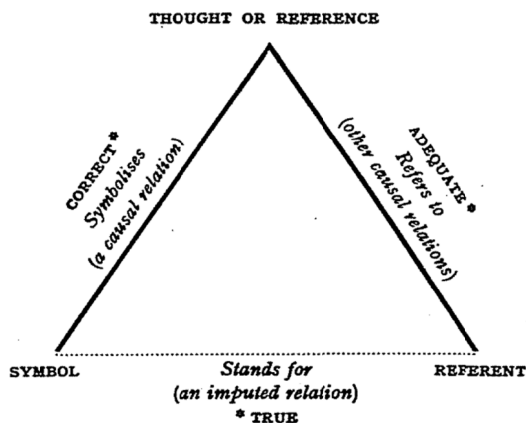 THOUGHT OR REFERENCE
CORRECT*
Symbolises
(a causal relation)
ADEQUATE*
Refers to
(other causal relations)
SYMBOL
Stands for
(an imputed relation)
* TRUE
REFERENT